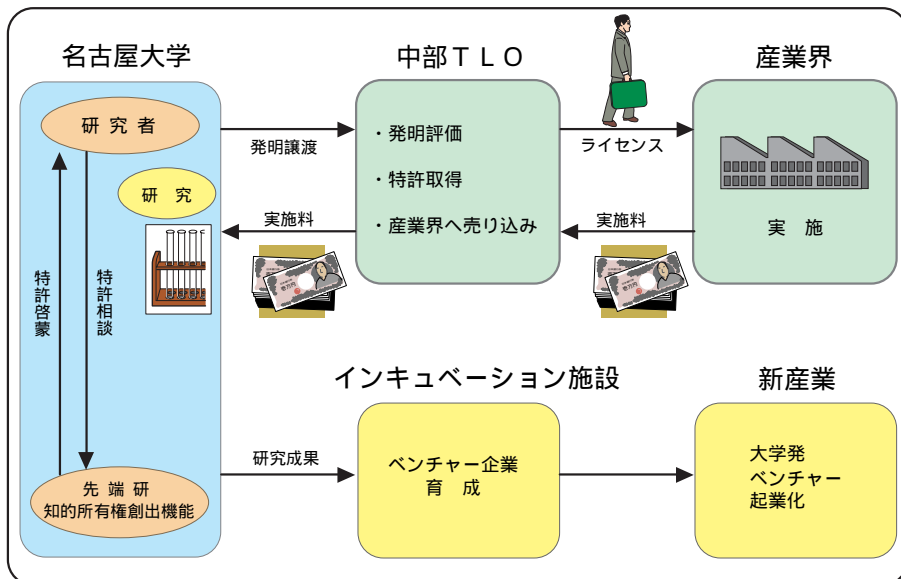 名古屋大学
中部TLO
産業界
研究者
発明譲渡
・発明評価
ライセンス
研究
・特許取得
実施料
・産業界へ売り込み
実施料
実施
特許啓蒙
特許相談
インキュベーション施設
新産業
研究成果
ベンチャー企業
育成
大学発
ベンチャー
起業化
先端研
知的所有権創出機能